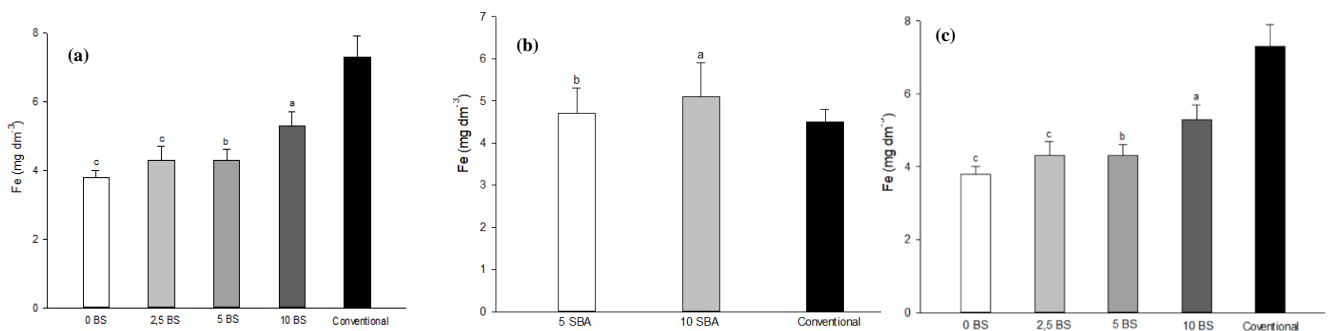 (a)
Fe (mg dm-3)
8
6
4
2
0
c
c
b
a
0 BS
2,5 BS
5 BS
10 BS
Conventional
(b)
Fe (mg dm-3)
7
6
5
4
3
2
1
0
b
a
5 SBA
10 SBA
Conventional
(c)
Fe (mg dm-3)
8
6
4
2
0
c
c
b
a
0 BS
2,5 BS
5 BS
10 BS
Coventional